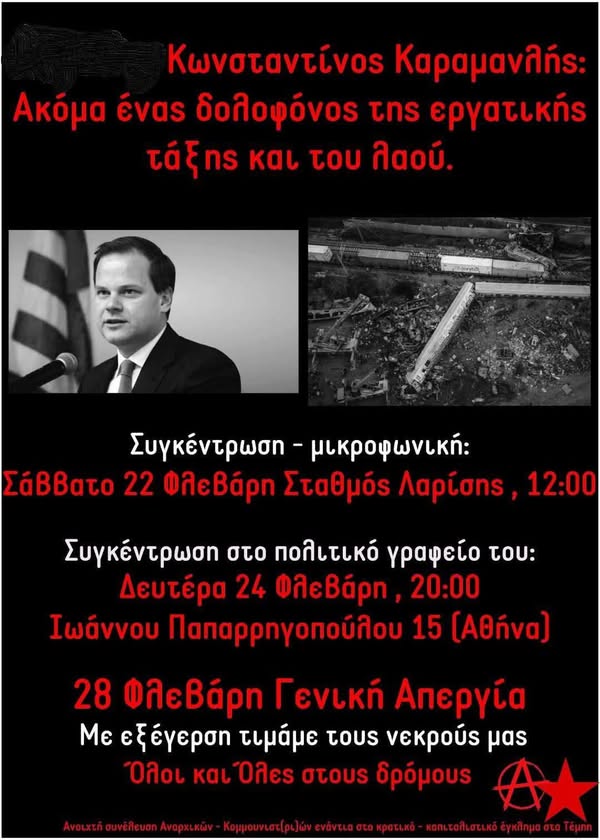 Κωνσταντίνος Καραμανλής:
Ακόμα ένας δολοφόνος της εργατικής
τάξης και του λαού.
Συγκέντρωση - μικροφωνική:
Σάββατο 22 Φλεβάρη Σταθμός Λαρίσης , 12:00
Συγκέντρωση στο πολιτικό γραφείο του:
Δευτέρα 24 Φλεβάρη , 20:00
Ιωάννου Παπαρρηγοπούλου 15 (Αθήνα)
28 Φλεβάρη Γενική Απεργία
Με εξέγερση τιμάμε τους νεκρούς μας
Όλοι και Όλες στους δρόμους
Ανοιχτή συνέλευση Αναρχικών - Κομμουνιστ(ρι)ών ενάντια στο κρατικό - καπιταλιστικό έγκλημα στα Τέμπη